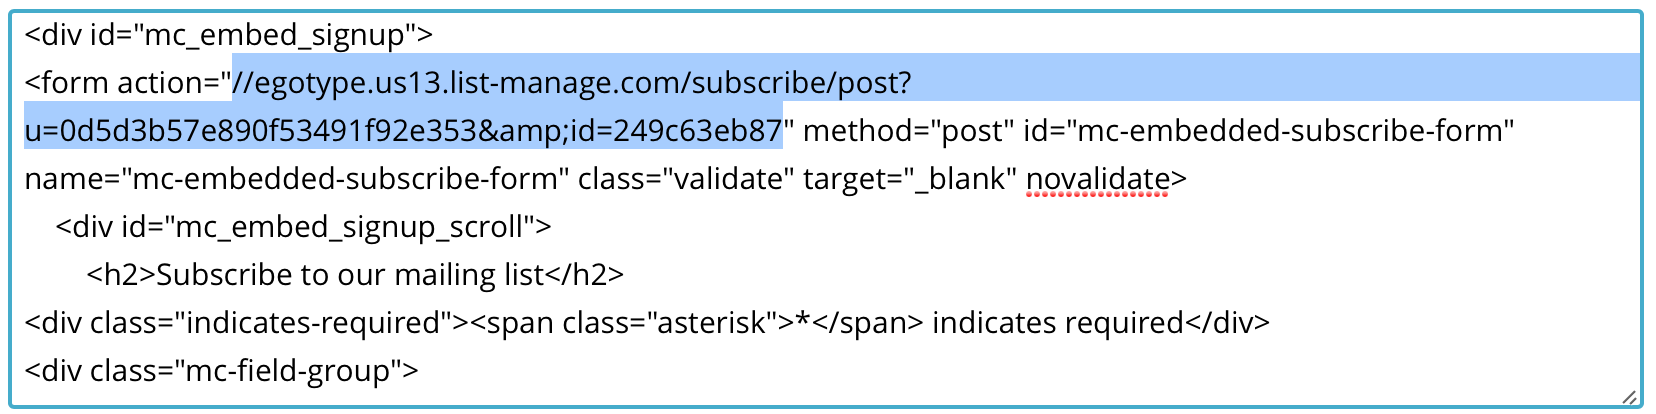 <div id="mc_embed_signup">
<form action="//egotype.us13.list-manage.com/subscribe/post?
u=0d5d3b57e890f53491f92e353&amp;id=249c63eb87" method="post" id="mc-embedded-subscribe-form"
name="mc-embedded-subscribe-form" class="validate" target="_blank" novalidate>
<div id="mc_embed_signup_scroll">
<h2>Subscribe to our mailing list</h2>
<div class="indicates-required"><span class="asterisk">*</span> indicates required</div>
<div class="mc-field-group">